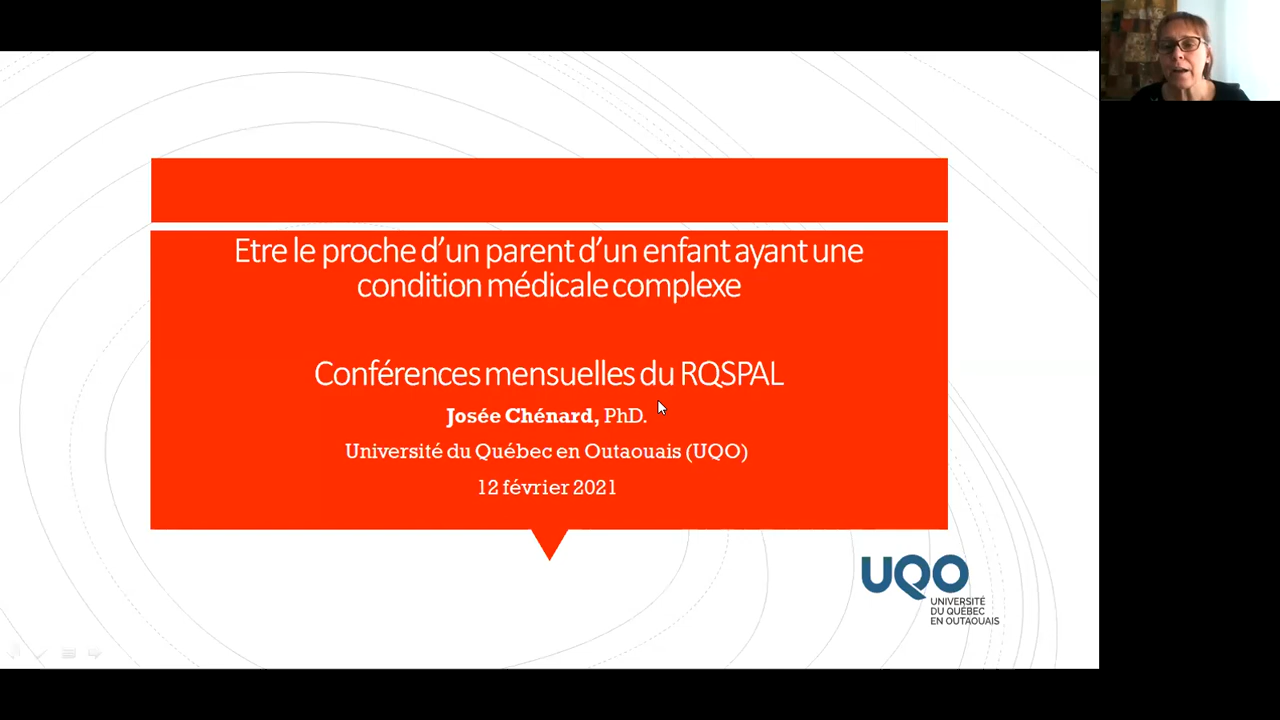 Etre le proche d'un parent d'un enfant ayant une
condition médicale complexe
Conférences mensuelles du RQSPAL
Josée Chénard, PhD.
Université du Québec en Outaouais (UQO)
12 février 2021
UQO
UNIVERSITÉ
DU QUÉBEC
EN OUTAOUAIS